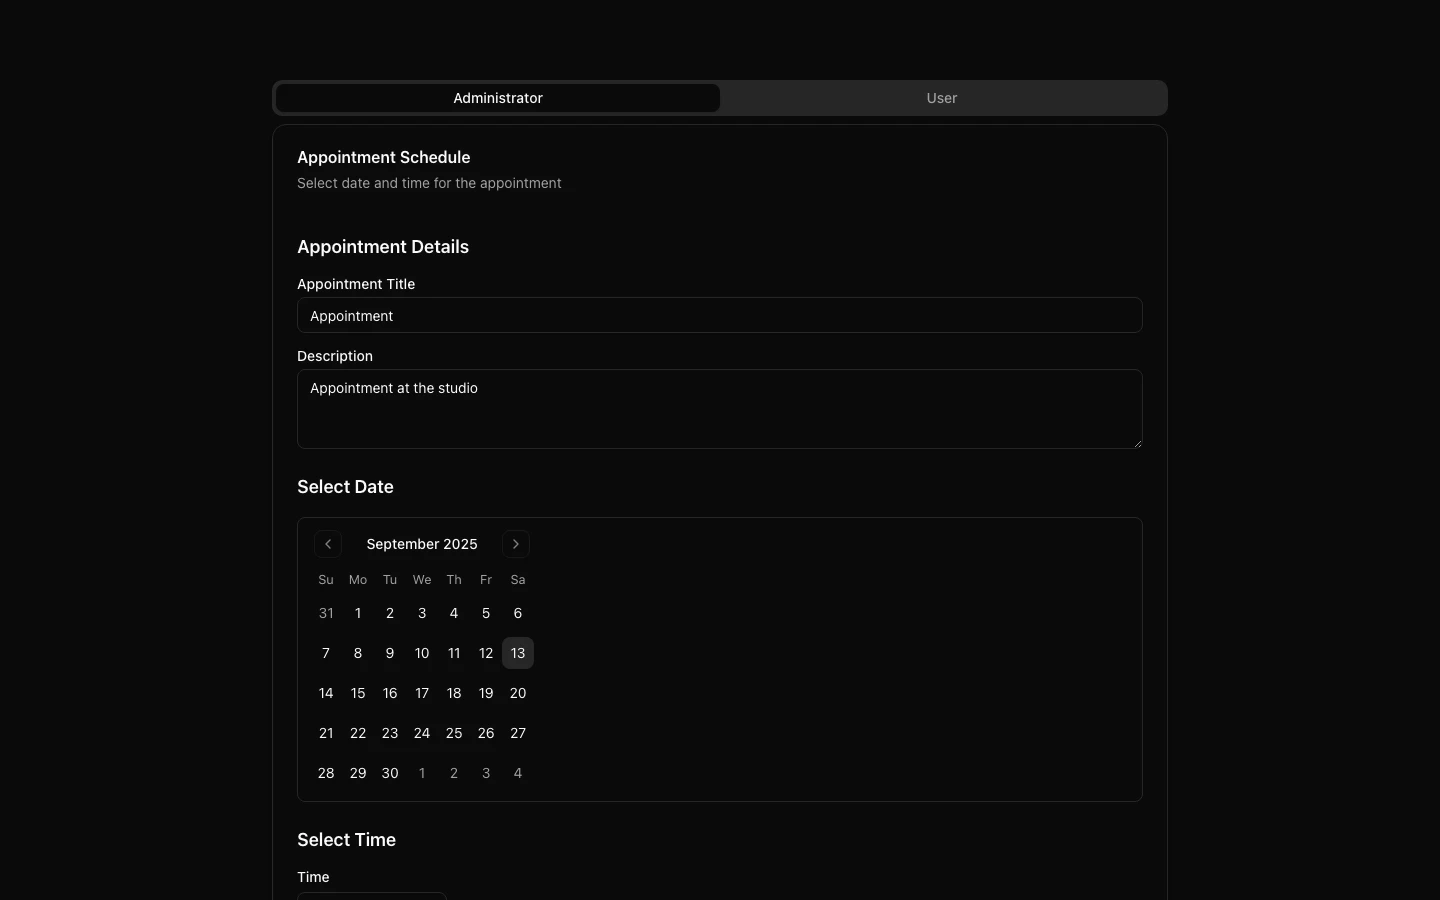 Administrator User
Appointment Schedule
Select date and time for the appointment
Appointment Details
Appointment Title
Appointment
Description
Appointment at the studio
Select Date
September 2025
Su Mo Tu We Th Fr Sa
31 1 2 3 4 5 6
7 8 9 10 11 12 13
14 15 16 17 18 19 20
21 22 23 24 25 26 27
28 29 30 1 2 3 4
Select Time
Time